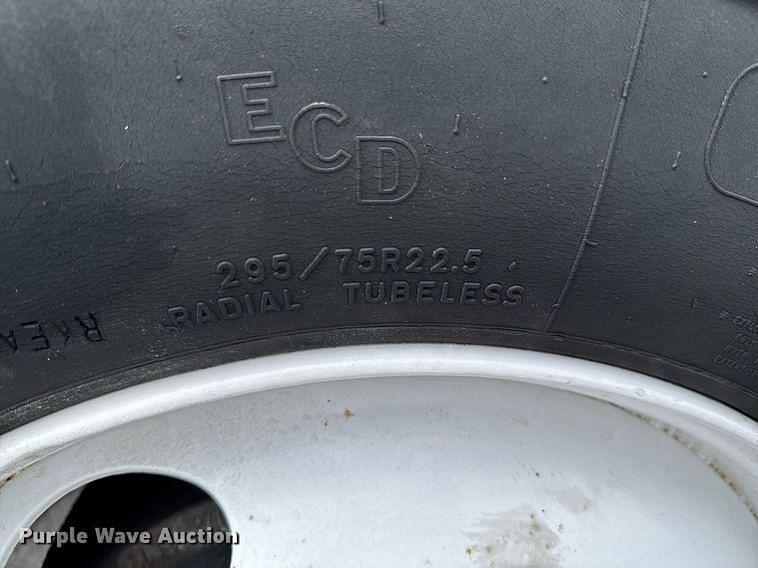 ECD
295/75R22.5
RADIAL TUBELESS
Purple Wave Auction